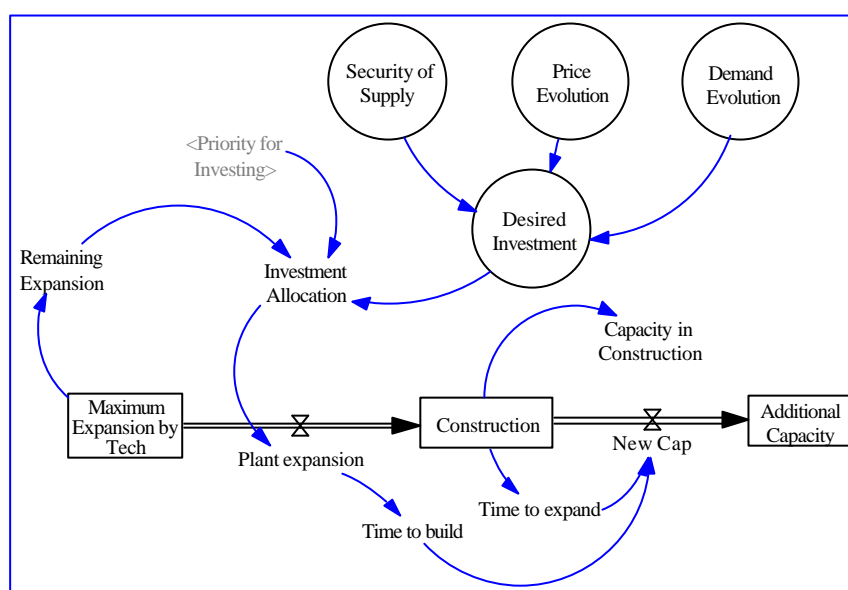 Security of
Supply
Price
Evolution
Demand
Evolution
<Priority for
Investing>
Desired
Investment
Remaining
Expansion
Investment
Allocation
Capacity in
Construction
Maximum
Expansion by
Tech
Construction
Additional
Capacity
Plant expansion
New Cap
Time to expand
Time to build